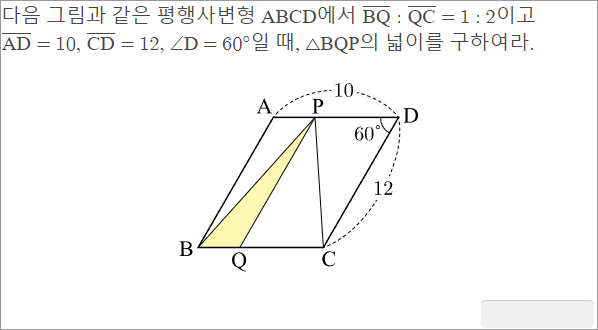 다음 그림과 같은 평행사변형 ABCD에서 BQ : QC = 1 : 2이고
AD = 10, CD = 12, ∠D = 60°일 때, △BQP의 넓이를 구하여라.
10
A P D
60°
12
B Q C